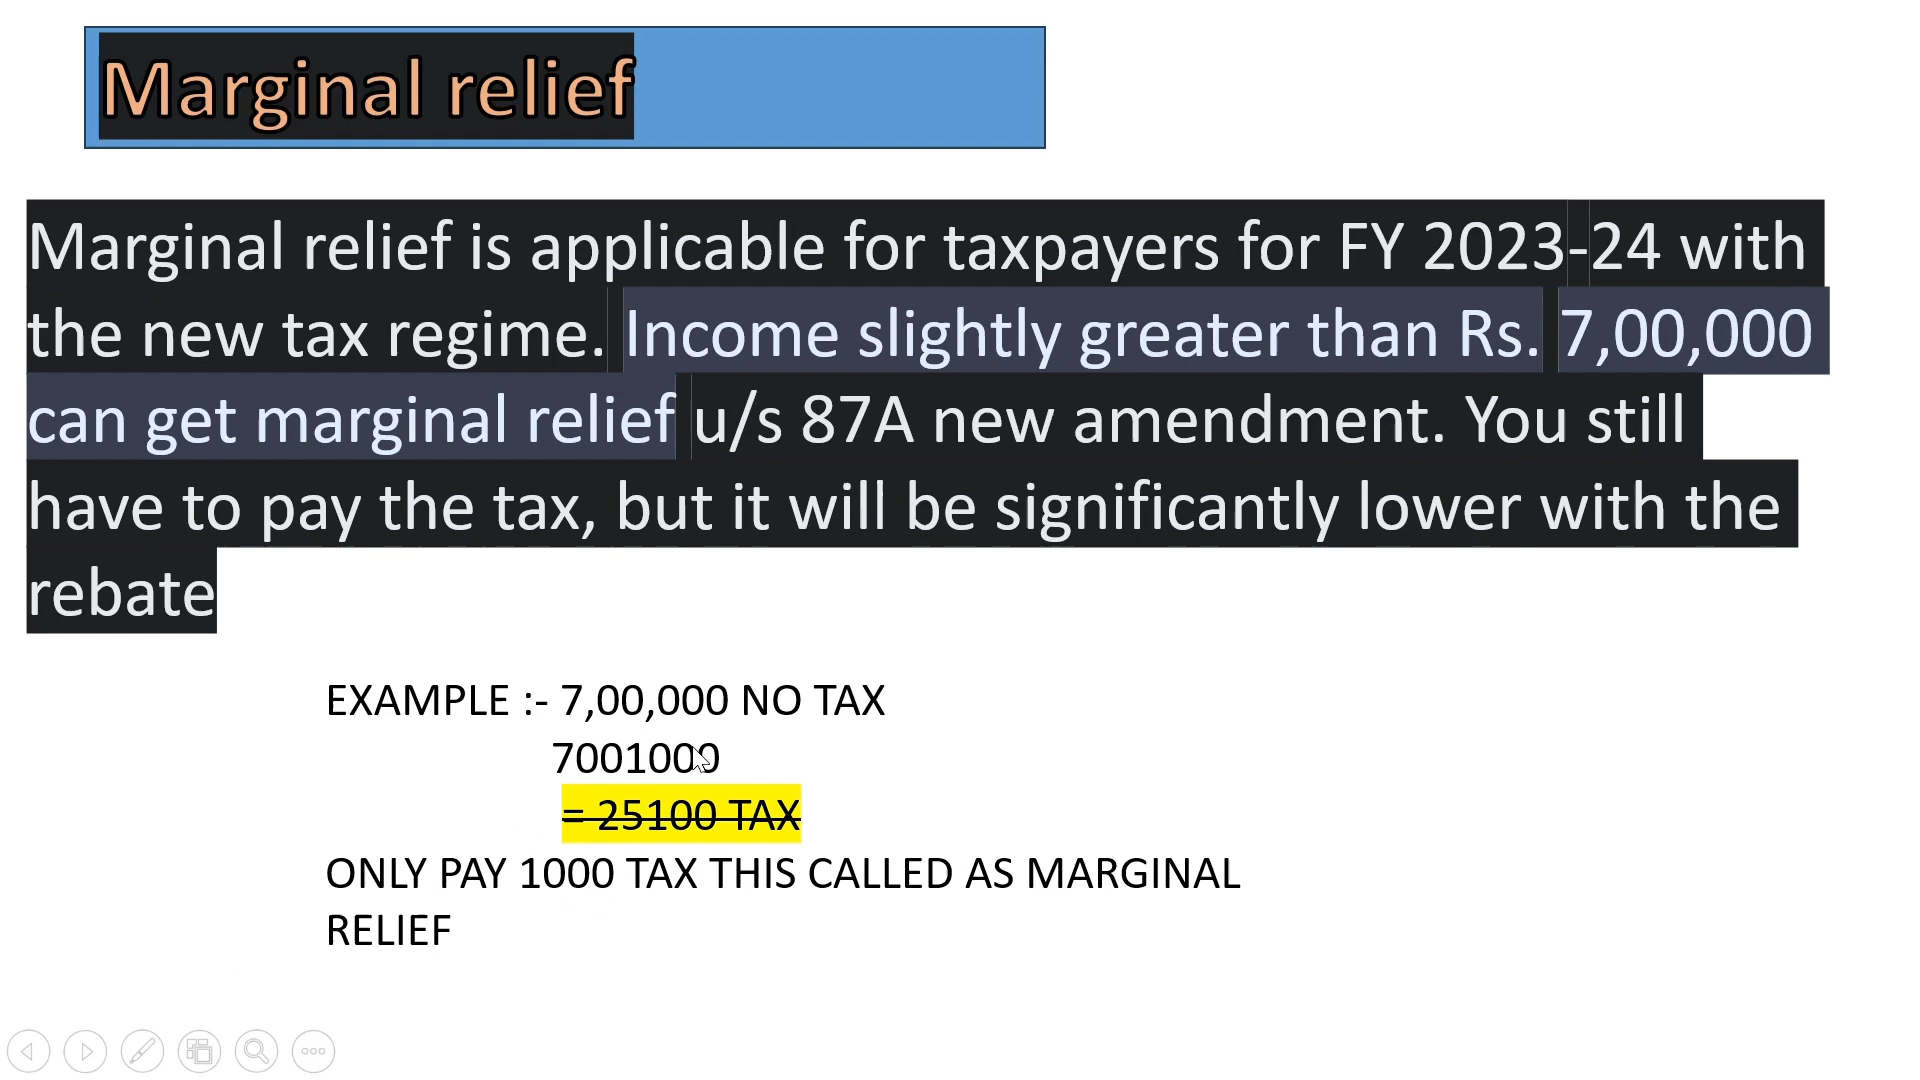 Marginal relief
Marginal relief is applicable for taxpayers for FY 2023-24 with
the new tax regime. Income slightly greater than Rs. 7,00,000
can get marginal relief u/s 87A new amendment. You still
have to pay the tax, but it will be significantly lower with the
rebate
EXAMPLE :- 7,00,000 NO TAX
7001000
= 25100 TAX
ONLY PAY 1000 TAX THIS CALLED AS MARGINAL
RELIEF